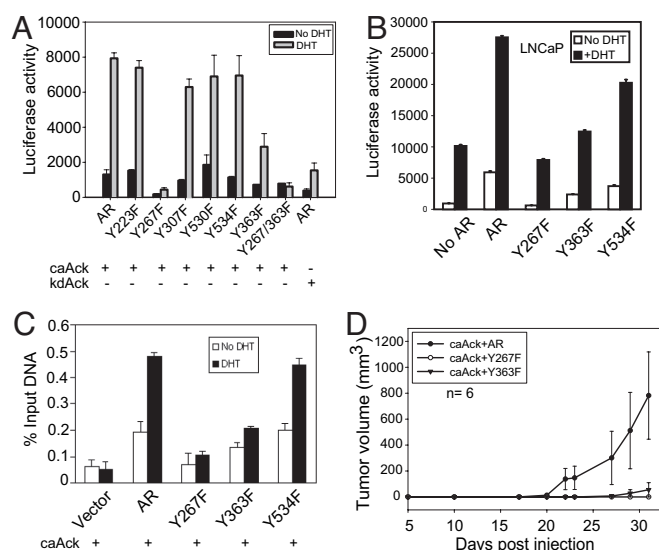 A
Luciferase activity
10000
8000
6000
4000
2000
0
No DHT
DHT
AR
Y223F
Y267F
Y307F
Y530F
Y534F
Y363F
Y267/363F
AR
caAck + + + + + + + + -
kdAck - - - - - - - - +
B
Luciferase activity
30000
25000
20000
15000
10000
5000
0
LNCaP
No DHT
+DHT
No AR
AR
Y267F
Y363F
Y534F
C
% Input DNA
0.6
0.5
0.4
0.3
0.2
0.1
0.0
No DHT
DHT
Vector
AR
Y267F
Y363F
Y534F
caAck + + + + +
D
Tumor volume (mm3)
1200
1000
800
600
400
200
0
caAck+AR
caAck+Y267F
caAck+Y363F
n= 6
5 10 15 20 25 30
Days post injection